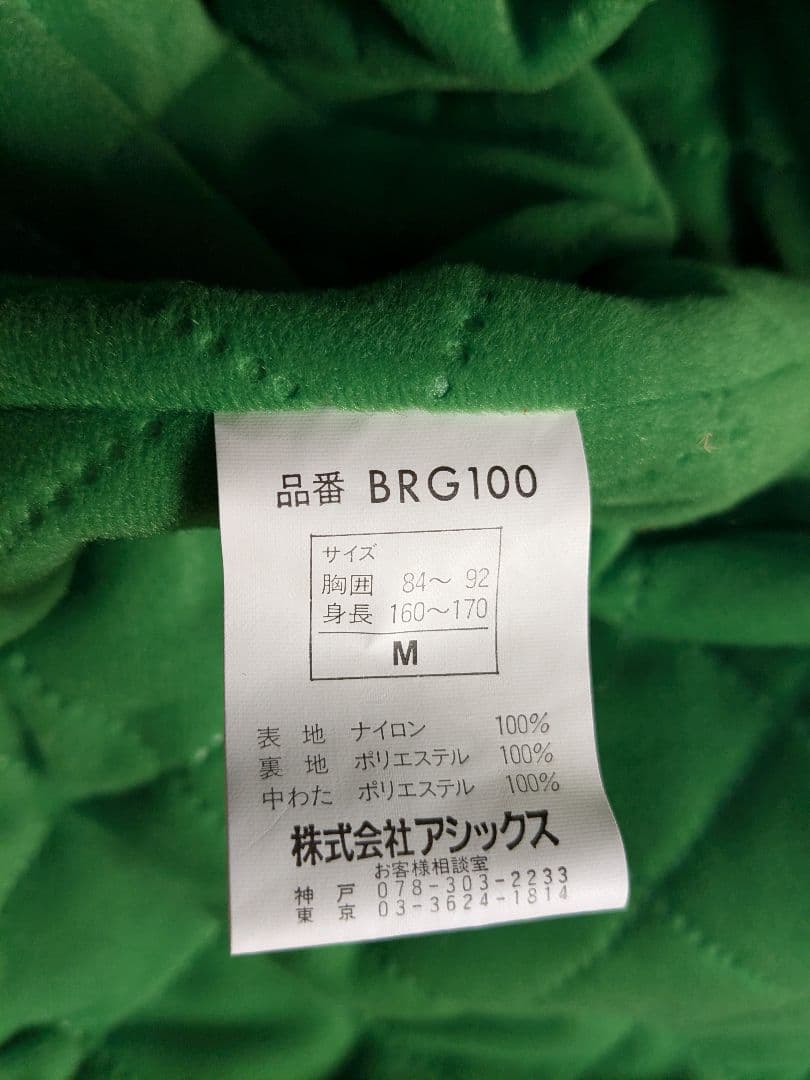 品番 BRG100
サイズ
胸囲 84〜 92
身長 160〜170
M
表 地 ナイロン 100%
裏 地 ポリエステル 100%
中わた ポリエステル 100%
株式会社アシックス
お客様相談室
神 戸 078-303-2233
東 京 03-3624-1814